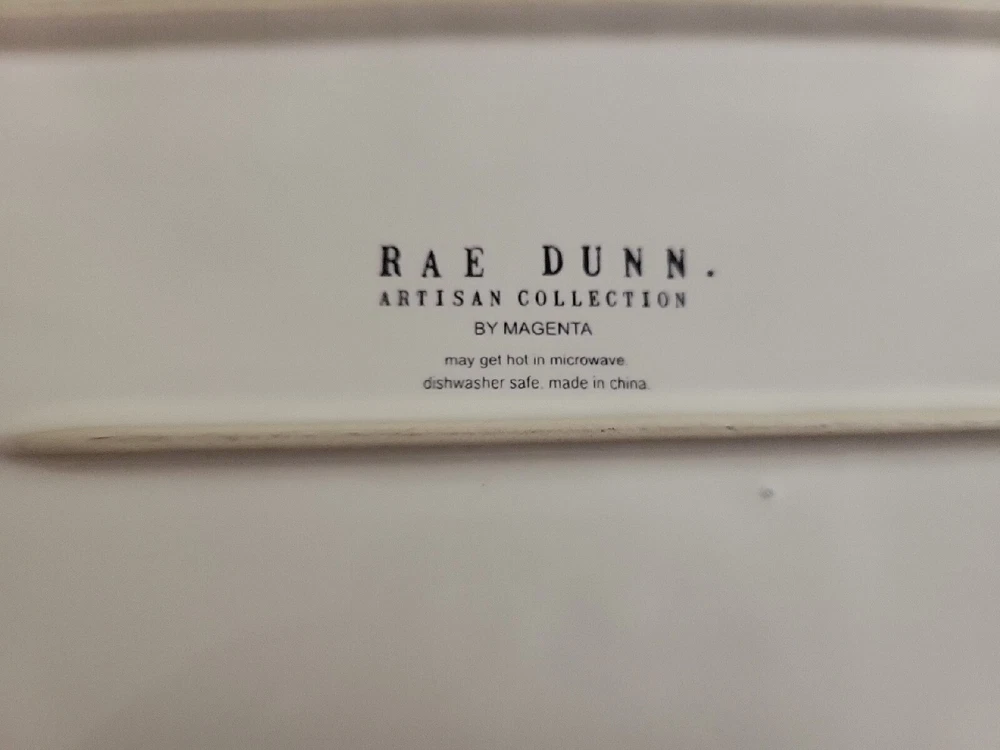 RAE DUNN.
ARTISAN COLLECTION
BY MAGENTA
may get hot in microwave.
dishwasher safe. made in china.